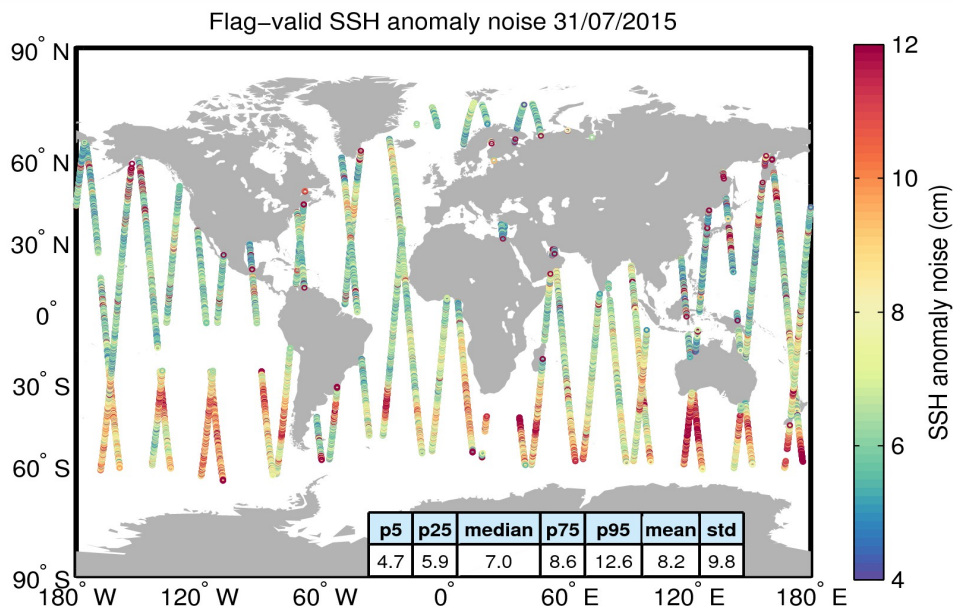 Flag−valid SSH anomaly noise 31/07/2015
90° N
60° N
30° N
0°
30° S
60° S
90° S
180° W
120° W
60° W
0°
60° E
120° E
180° E
p5 p25 median p75 p95 mean std
4.7 5.9 7.0 8.6 12.6 8.2 9.8
12
10
8
6
4
SSH anomaly noise (cm)